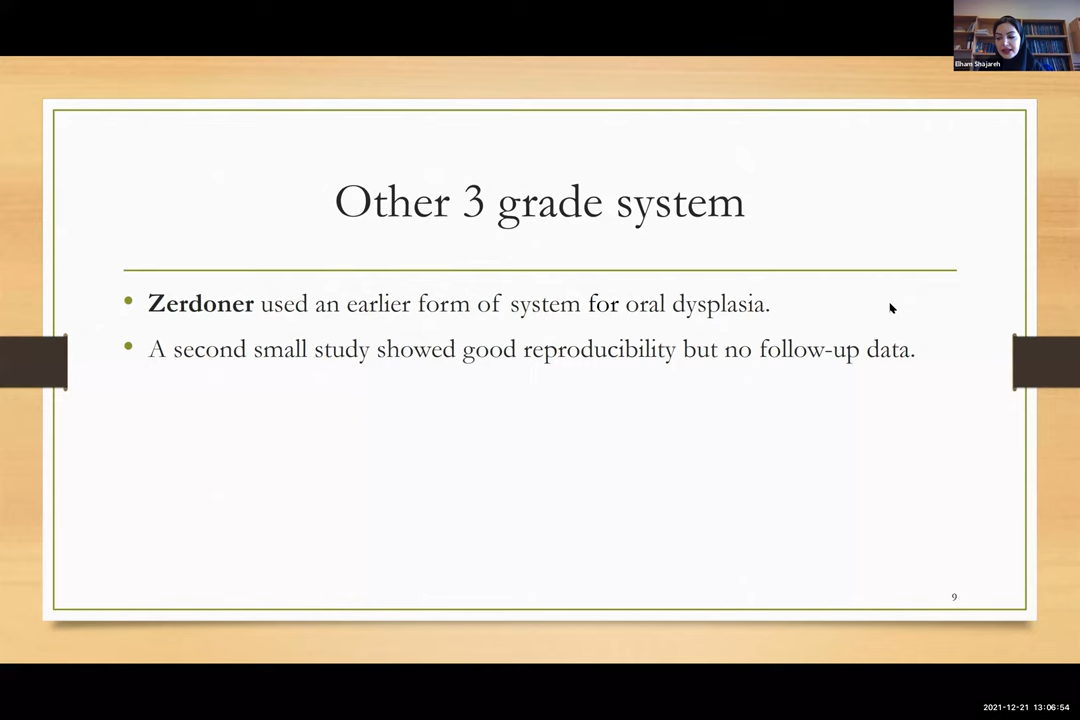 Elham Shajareh
Other 3 grade system
• Zerdoner used an earlier form of system for oral dysplasia.
• A second small study showed good reproducibility but no follow-up data.
9
2021-12-21 13:06:54